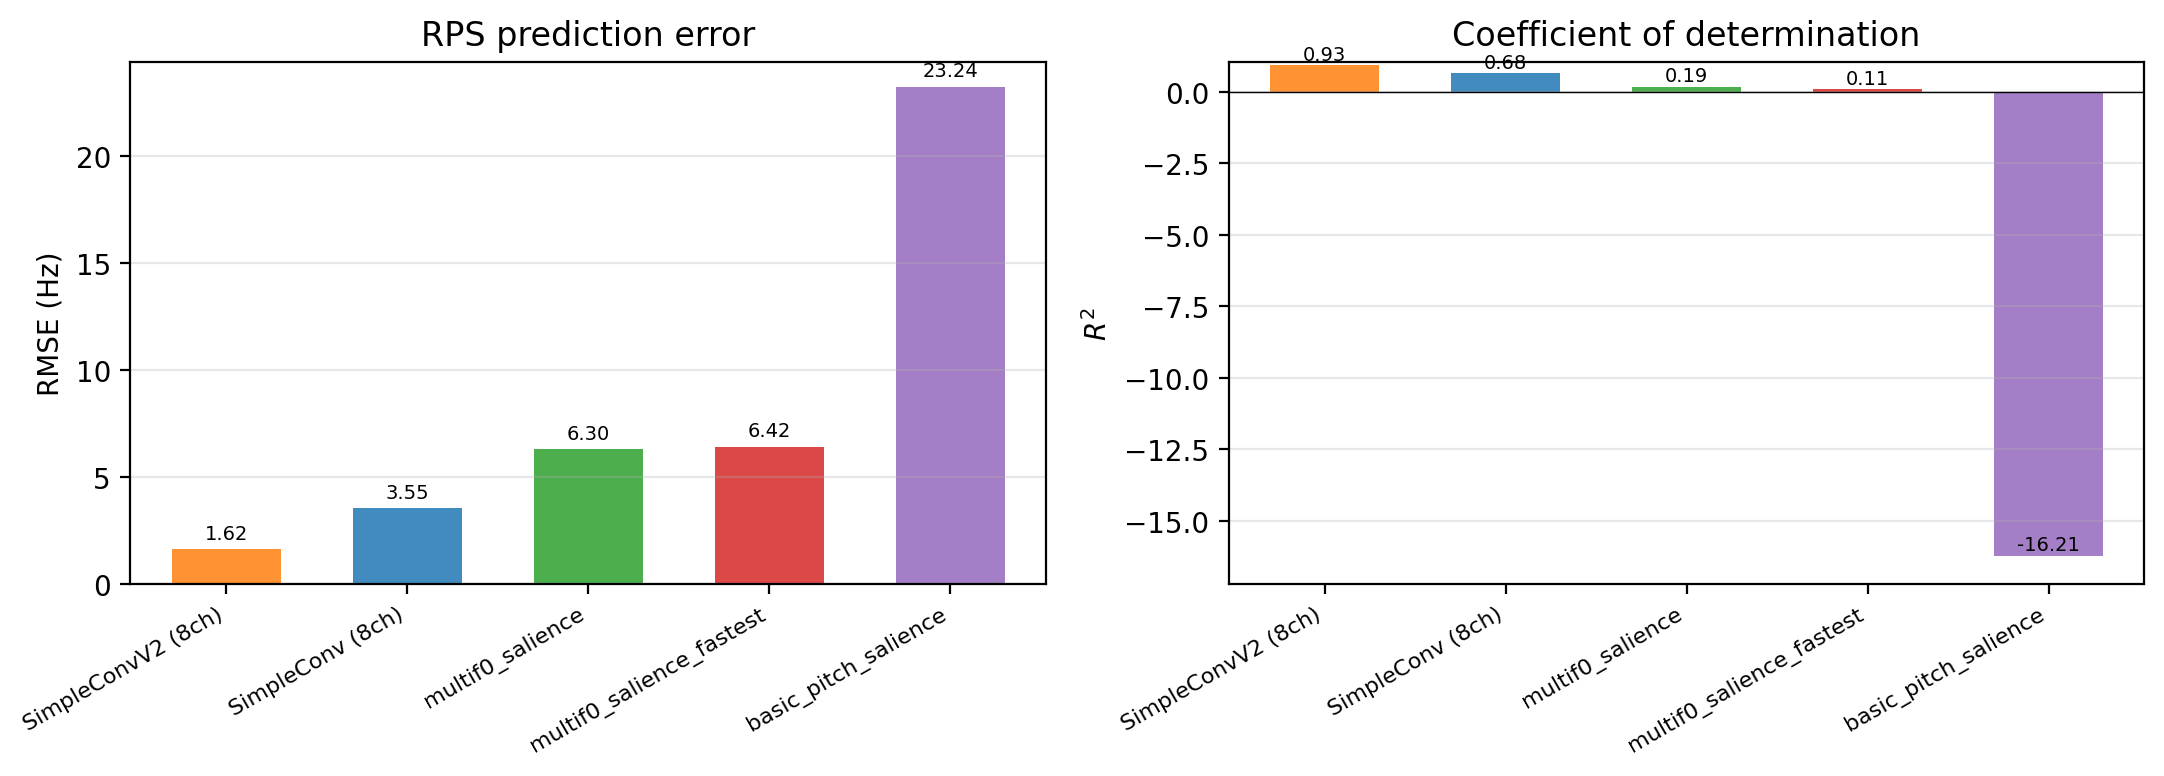 RPS prediction error
RMSE (Hz)
20
15
10
5
0
1.62
3.55
6.30
6.42
23.24
SimpleConvV2 (8ch)
SimpleConv (8ch)
multif0_salience
multif0_salience_fastest
basic_pitch_salience
Coefficient of determination
R²
0.0
−2.5
−5.0
−7.5
−10.0
−12.5
−15.0
0.93
0.68
0.19
0.11
-16.21
SimpleConvV2 (8ch)
SimpleConv (8ch)
multif0_salience
multif0_salience_fastest
basic_pitch_salience